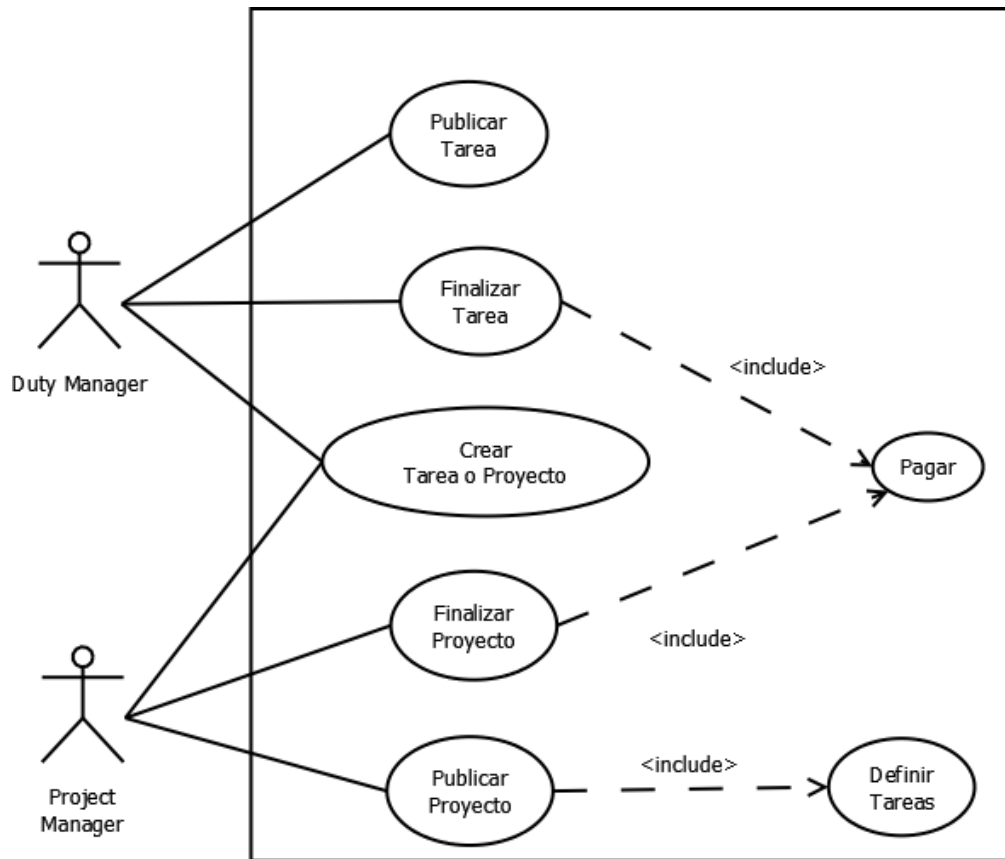 Publicar
Tarea
Finalizar
Tarea
<include>
Duty Manager
Crear
Tarea o Proyecto
Pagar
Finalizar
Proyecto
<include>
Project
Manager
Publicar
Proyecto
<include>
Definir
Tareas